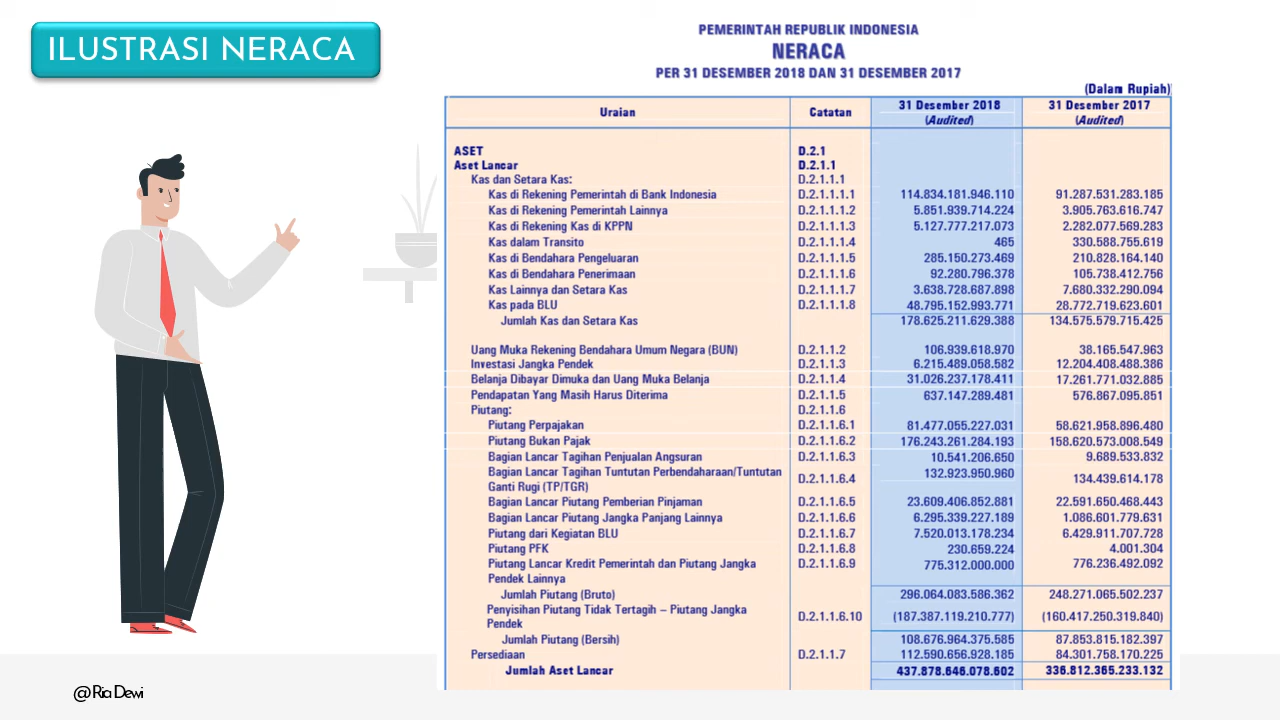 ILUSTRASI NERACA
PEMERINTAH REPUBLIK INDONESIA
NERACA
PER 31 DESEMBER 2018 DAN 31 DESEMBER 2017
(Dalam Rupiah)
Uraian Catatan 31 Desember 2018 (Audited) 31 Desember 2017 (Audited)
ASET D.2.1
Aset Lancar D.2.1.1
Kas dan Setara Kas: D.2.1.1.1
Kas di Rekening Pemerintah di Bank Indonesia D.2.1.1.1.1 114.834.181.946.110 91.287.531.283.185
Kas di Rekening Pemerintah Lainnya D.2.1.1.1.2 5.851.939.714.224 3.905.763.616.747
Kas di Rekening Kas di KPPN D.2.1.1.1.3 5.127.777.217.073 2.282.077.569.283
Kas dalam Transito D.2.1.1.1.4 465 330.588.755.619
Kas di Bendahara Pengeluaran D.2.1.1.1.5 285.150.273.469 210.828.164.140
Kas di Bendahara Penerimaan D.2.1.1.1.6 92.280.796.378 105.738.412.756
Kas Lainnya dan Setara Kas D.2.1.1.1.7 3.638.728.687.898 7.680.332.290.094
Kas pada BLU D.2.1.1.1.8 48.795.152.993.771 28.772.719.623.601
Jumlah Kas dan Setara Kas 178.625.211.629.388 134.575.579.715.425
Uang Muka Rekening Bendahara Umum Negara (BUN) D.2.1.1.2 106.939.618.970 38.165.547.963
Investasi Jangka Pendek D.2.1.1.3 6.215.489.058.582 12.204.408.488.386
Belanja Dibayar Dimuka dan Uang Muka Belanja D.2.1.1.4 31.026.237.178.411 17.261.771.032.885
Pendapatan Yang Masih Harus Diterima D.2.1.1.5 637.147.289.481 576.867.095.851
Piutang: D.2.1.1.6
Piutang Perpajakan D.2.1.1.6.1 81.477.055.227.031 58.621.958.896.480
Piutang Bukan Pajak D.2.1.1.6.2 176.243.261.284.193 158.620.573.008.549
Bagian Lancar Tagihan Penjualan Angsuran D.2.1.1.6.3 10.541.206.650 9.689.533.832
Bagian Lancar Tagihan Tuntutan Perbendaharaan/Tuntutan
Ganti Rugi (TP/TGR) D.2.1.1.6.4 132.923.950.960 134.439.614.178
Bagian Lancar Piutang Pemberian Pinjaman D.2.1.1.6.5 23.609.406.852.881 22.591.650.468.443
Bagian Lancar Piutang Jangka Panjang Lainnya D.2.1.1.6.6 6.295.339.227.189 1.086.601.779.631
Piutang dari Kegiatan BLU D.2.1.1.6.7 7.520.013.178.234 6.429.911.707.728
Piutang PFK D.2.1.1.6.8 230.659.224 4.001.304
Piutang Lancar Kredit Pemerintah dan Piutang Jangka D.2.1.1.6.9 775.312.000.000 776.236.492.092
Pendek Lainnya
Jumlah Piutang (Bruto) 296.064.083.586.362 248.271.065.502.237
Penyisihan Piutang Tidak Tertagih – Piutang Jangka
Pendek D.2.1.1.6.10 (187.387.119.210.777) (160.417.250.319.840)
Jumlah Piutang (Bersih) 108.676.964.375.585 87.853.815.182.397
Persediaan D.2.1.1.7 112.590.656.928.185 84.301.758.170.225
Jumlah Aset Lancar 437.878.646.078.602 336.812.365.233.132
@Ria Dewi